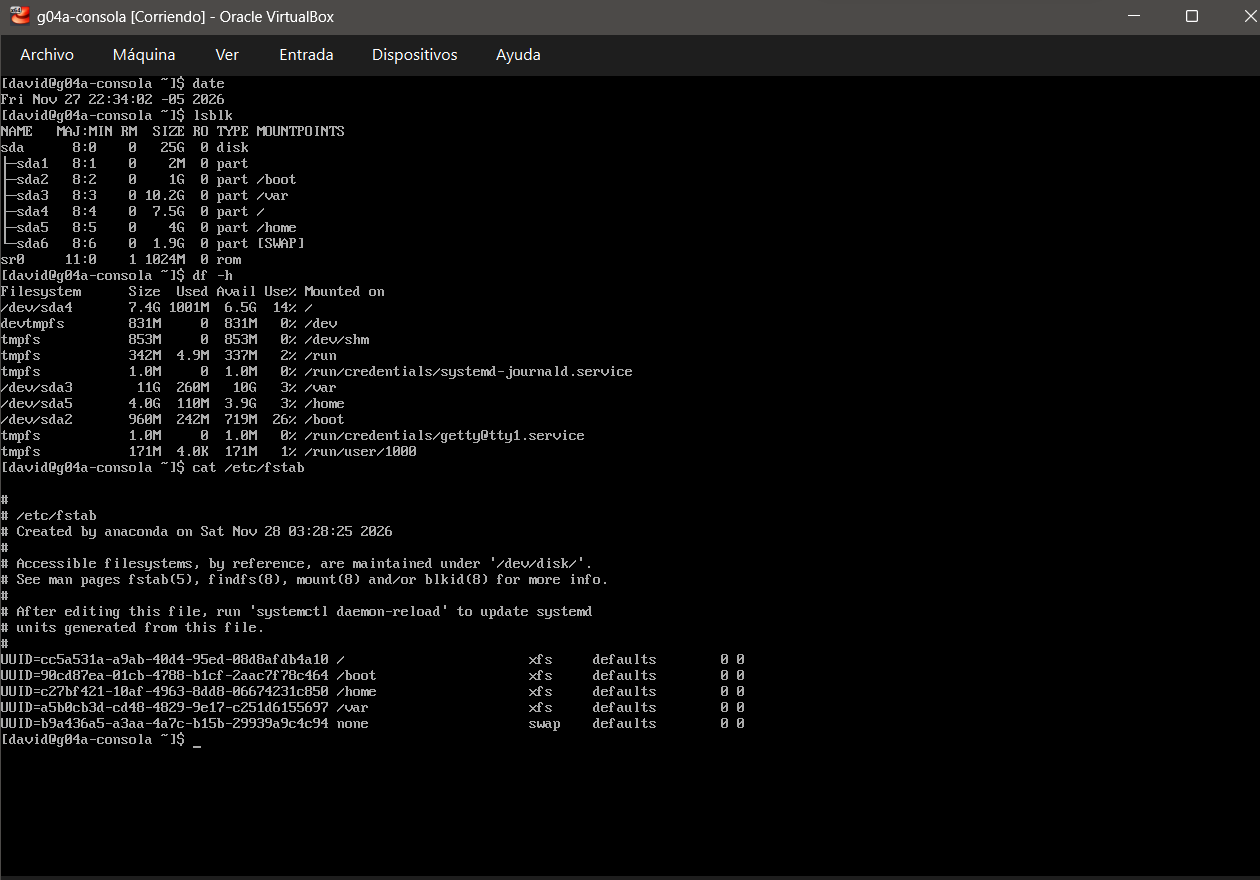 g04a-consola [Corriendo] - Oracle VirtualBox
Archivo Máquina Ver Entrada Dispositivos Ayuda
[david@g04a-consola ~]$ date
Fri Nov 27 22:34:02 -05 2026
[david@g04a-consola ~]$ lsblk
NAME   MAJ:MIN RM  SIZE RO TYPE MOUNTPOINTS
sda      8:0    0   25G  0 disk
├─sda1   8:1    0    2M  0 part
├─sda2   8:2    0    1G  0 part /boot
├─sda3   8:3    0 10.2G  0 part /var
├─sda4   8:4    0  7.5G  0 part /
├─sda5   8:5    0    4G  0 part /home
└─sda6   8:6    0  1.9G  0 part [SWAP]
sr0     11:0    1 1024M  0 rom
[david@g04a-consola ~]$ df -h
Filesystem      Size  Used Avail Use% Mounted on
/dev/sda4       7.4G 1001M  6.5G  14% /
devtmpfs        831M     0  831M   0% /dev
tmpfs           853M     0  853M   0% /dev/shm
tmpfs           342M  4.9M  337M   2% /run
tmpfs           1.0M     0  1.0M   0% /run/credentials/systemd-journald.service
/dev/sda3        11G  260M   10G   3% /var
/dev/sda5       4.0G  110M  3.9G   3% /home
/dev/sda2       960M  242M  719M  26% /boot
tmpfs           1.0M     0  1.0M   0% /run/credentials/getty@tty1.service
tmpfs           171M  4.0K  171M   1% /run/user/1000
[david@g04a-consola ~]$ cat /etc/fstab
#
# /etc/fstab
# Created by anaconda on Sat Nov 28 03:28:25 2026
#
# Accessible filesystems, by reference, are maintained under '/dev/disk/'.
# See man pages fstab(5), findfs(8), mount(8) and/or blkid(8) for more info.
#
# After editing this file, run 'systemctl daemon-reload' to update systemd
# units generated from this file.
#
UUID=cc5a531a-a9ab-40d4-95ed-08d8afdb4a10 /                       xfs     defaults        0 0
UUID=90cd87ea-01cb-4788-b1cf-2aac7f78c464 /boot                   xfs     defaults        0 0
UUID=c27bf421-10af-4963-8dd8-06674231c850 /home                   xfs     defaults        0 0
UUID=a5b0cb3d-cd48-4829-9e17-c251d6155697 /var                    xfs     defaults        0 0
UUID=b9a436a5-a3aa-4a7c-b15b-29939a9c4c94 none                    swap    defaults        0 0
[david@g04a-consola ~]$ _